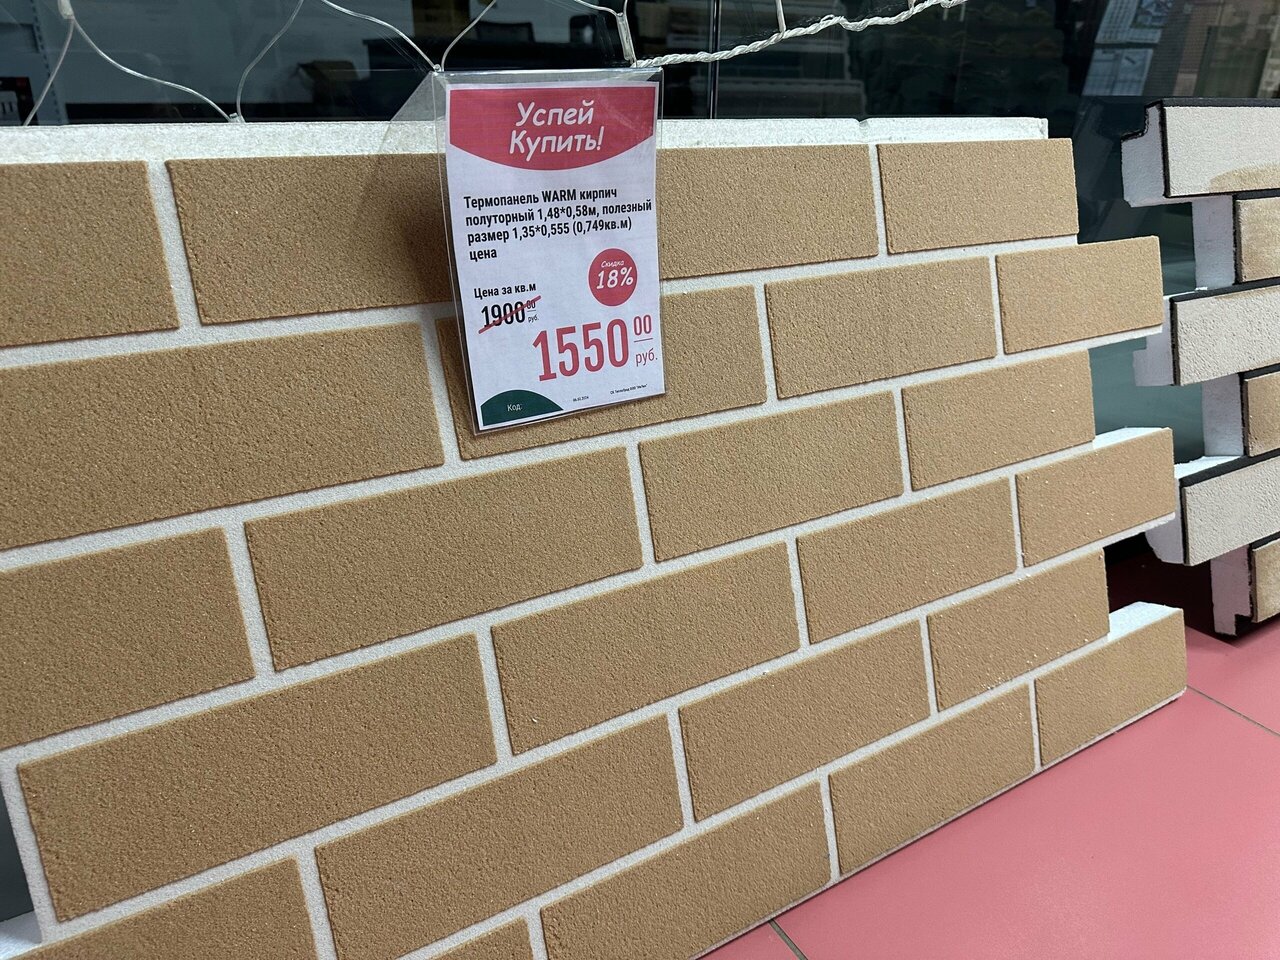 Успей
Купить!
Термопанель WARM кирпич
полуторный 1,48*0,58м, полезный
размер 1,35*0,555 (0,749кв.м)
цена
Скидка
18%
Цена за кв.м
1900 00 руб.
1550 00 руб.
Код: